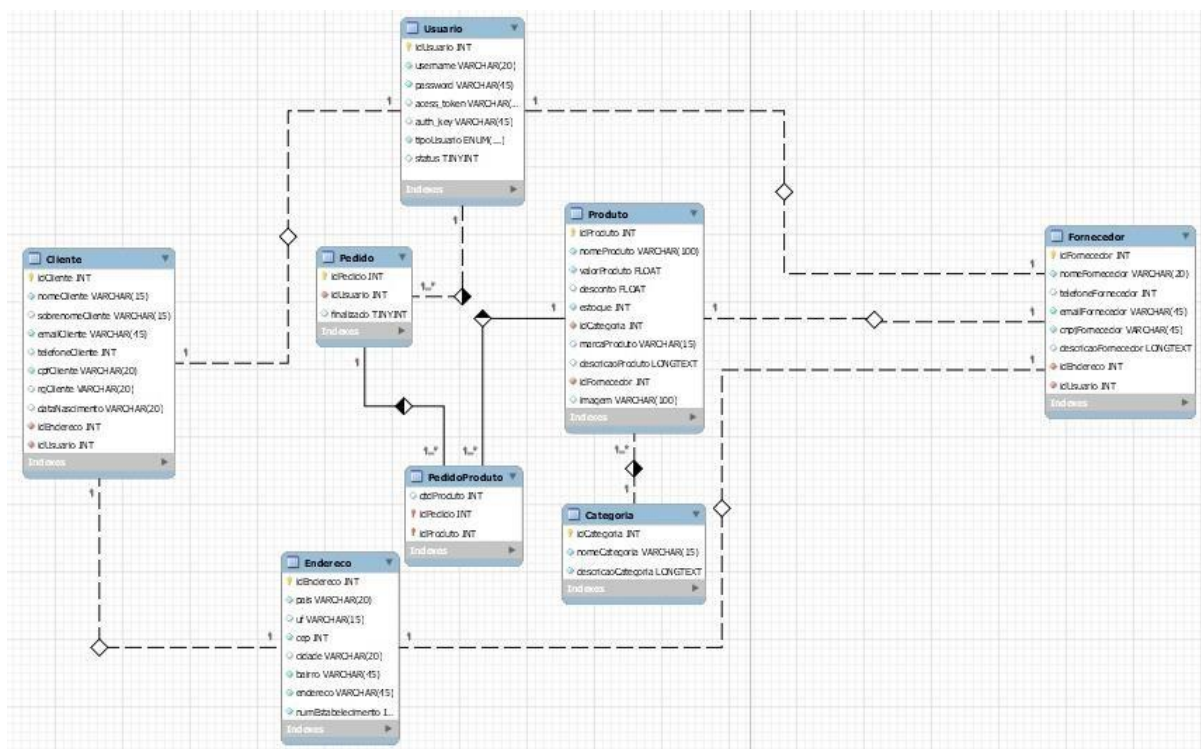 Usuario
idUsuario INT
username VARCHAR(20)
password VARCHAR(45)
acess_token VARCHAR(...
auth_key VARCHAR(45)
tipoUsuario ENUM(...)
status TINYINT
Indexes
1
1
1
Produto
idProduto INT
nomeProduto VARCHAR(100)
valorProduto FLOAT
desconto FLOAT
estoque INT
idCategoria INT
marcaProduto VARCHAR(15)
descricaoProduto LONGTEXT
idFornecedor INT
imagem VARCHAR(100)
Indexes
1
1
1..*
Fornecedor
idFornecedor INT
nomeFornecedor VARCHAR(20)
telefoneFornecedor INT
emailFornecedor VARCHAR(45)
cnpjFornecedor VARCHAR(45)
descricaoFornecedor LONGTEXT
idEndereco INT
idUsuario INT
Indexes
1
1
1
Cliente
idCliente INT
nomeCliente VARCHAR(15)
sobrenomeCliente VARCHAR(15)
emailCliente VARCHAR(45)
telefoneCliente INT
cpfCliente VARCHAR(20)
rgCliente VARCHAR(20)
dataNascimento VARCHAR(20)
idEndereco INT
idUsuario INT
Indexes
1
1
Pedido
idPedido INT
idUsuario INT
finalizado TINYINT
Indexes
1..*
1
1..*
1..*
PedidoProduto
qtdProduto INT
idPedido INT
idProduto INT
Indexes
1
Categoria
idCategoria INT
nomeCategoria VARCHAR(15)
descricaoCategoria LONGTEXT
Indexes
Endereco
idEndereco INT
pais VARCHAR(20)
uf VARCHAR(15)
cep INT
cidade VARCHAR(20)
bairro VARCHAR(45)
endereco VARCHAR(45)
numEstabelecimento I...
Indexes
1
1